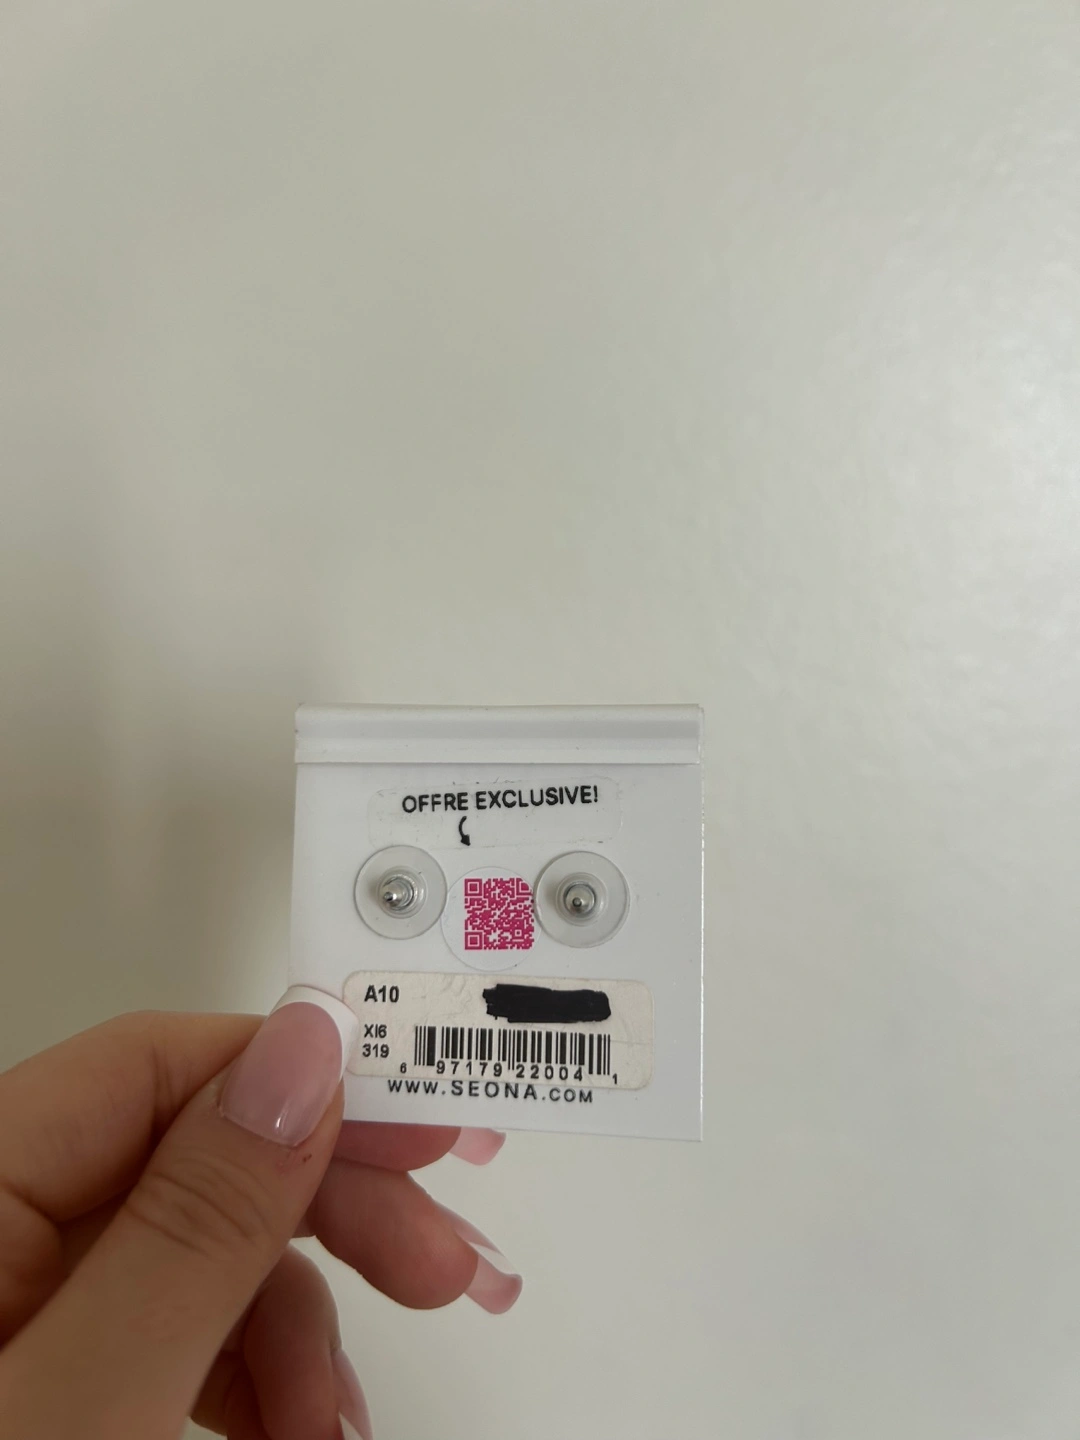 OFFRE EXCLUSIVE!
A10
XI6
319
6 97179 22004 1
WWW.SEONA.COM